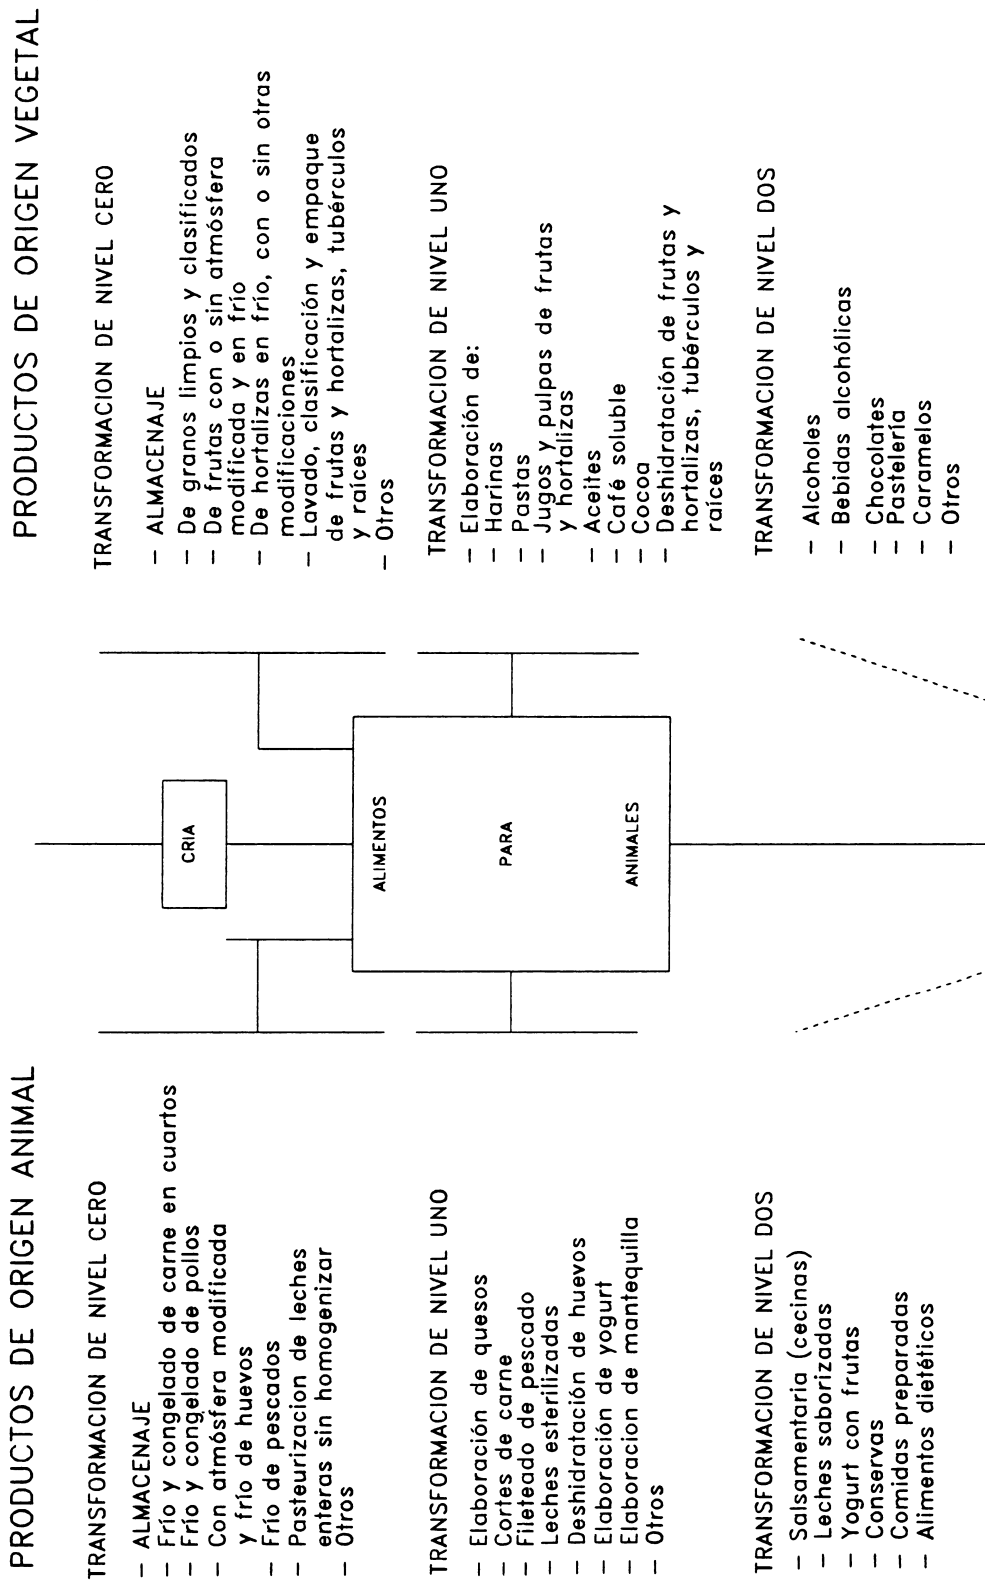 PRODUCTOS DE ORIGEN ANIMAL
TRANSFORMACION DE NIVEL CERO
— ALMACENAJE
— Frío y congelado de carne en cuartos
— Frío y congelado de pollos
— Con atmósfera modificada
y frío de huevos
— Frío de pescados
— Pasteurizacion de leches
enteras sin homogenizar
— Otros
TRANSFORMACION DE NIVEL UNO
— Elaboración de quesos
— Cortes de carne
— Fileteado de pescado
— Leches esterilizadas
— Deshidratación de huevos
— Elaboración de yogurt
— Elaboracion de mantequilla
— Otros
TRANSFORMACION DE NIVEL DOS
— Salsamentaria (cecinas)
— Leches saborizadas
— Yogurt con frutas
— Conservas
— Comidas preparadas
— Alimentos dietéticos
CRIA
ALIMENTOS
PARA
ANIMALES
PRODUCTOS DE ORIGEN VEGETAL
TRANSFORMACION DE NIVEL CERO
— ALMACENAJE
— De granos limpios y clasificados
— De frutas con o sin atmósfera
modificada y en frío
— De hortalizas en frío, con o sin otras
modificaciones
— Lavado, clasificación y empaque
de frutas y hortalizas, tubérculos
y raíces
— Otros
TRANSFORMACION DE NIVEL UNO
— Elaboración de:
— Harinas
— Pastas
— Jugos y pulpas de frutas
y hortalizas
— Aceites
— Café soluble
— Cocoa
— Deshidratación de frutas y
hortalizas, tubérculos y
raíces
TRANSFORMACION DE NIVEL DOS
— Alcoholes
— Bebidas alcohólicas
— Chocolates
— Pastelería
— Caramelos
— Otros